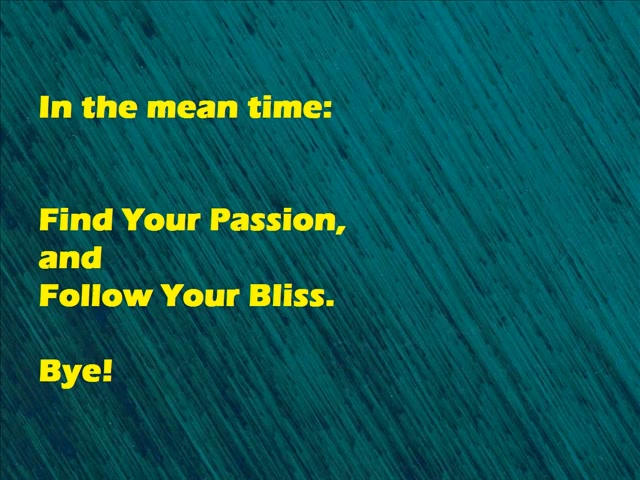 In the mean time:
Find Your Passion,
and
Follow Your Bliss.
Bye!